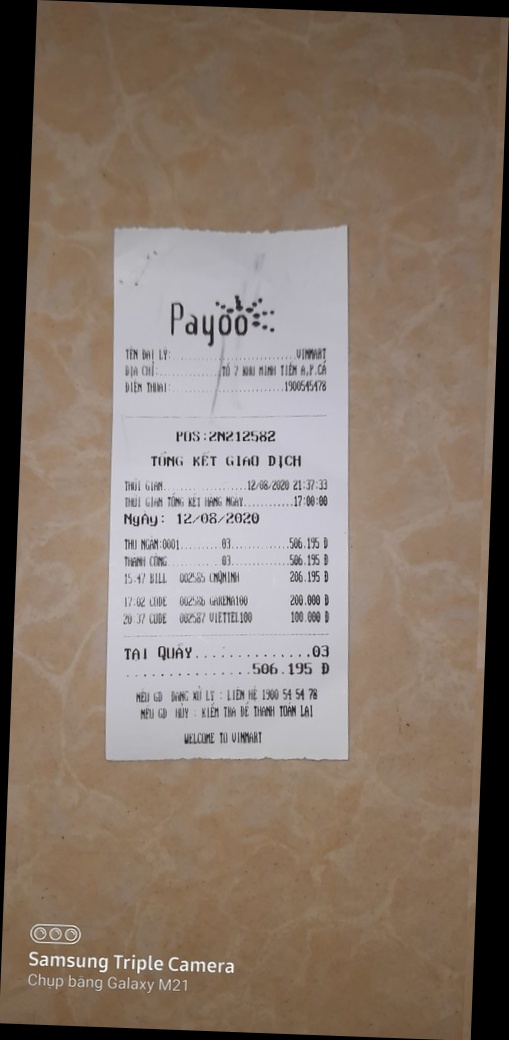 Payoo
TÊN ĐẠI LÝ:..............................VINMART
ĐỊA CHỈ:...............TỔ 7 KHU MINH TIẾN A,P.CẨ
ĐIỆN THOẠI:...........................1900545478
POS:2N212582
TỔNG KẾT GIAO DỊCH
THỜI GIAN....................12/08/2020 21:37:33
THỜI GIAN TỔNG KẾT HÀNG NGÀY............17:00:00
Ngày: 12/08/2020
THU NGÂN:0001..........03..............506.195 Đ
THÀNH CÔNG.............03..............506.195 Đ
15:47 BILL 002585 CNQNINH 206.195 Đ
17:02 CODE 002586 GARENA100 200.000 Đ
20:37 CODE 002587 VIETTEL100 100.000 Đ
TẠI QUẦY.............03
..............506.195 Đ
NẾU GD ĐANG XỬ LÝ : LIÊN HỆ 1900 54 54 78
NẾU GD HỦY : KIỂM TRA ĐỂ THANH TOÁN LẠI
WELCOME TO VINMART
Samsung Triple Camera
Chụp bằng Galaxy M21